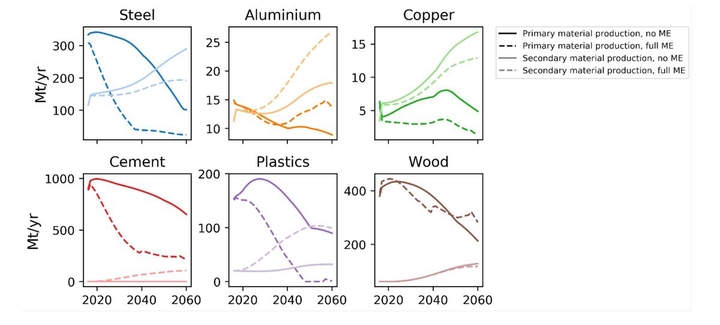 Steel
Aluminium
Copper
Primary material production, no ME
Primary material production, full ME
Secondary material production, no ME
Secondary material production, full ME
Mt/yr
300
200
100
25
20
15
10
15
10
5
Cement
Plastics
Wood
Mt/yr
1000
500
0
200
100
0
400
200
2020 2040 2060
2020 2040 2060
2020 2040 2060